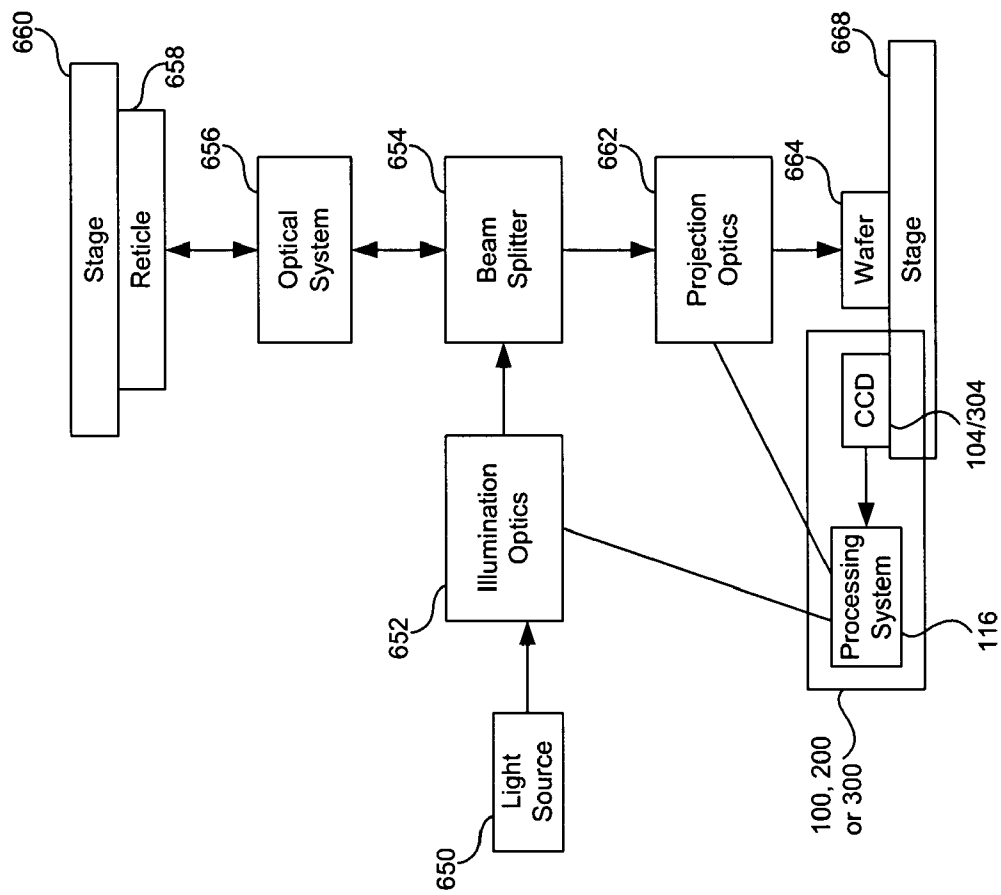 660
Stage
658
Reticle
656
Optical
System
654
Beam
Splitter
652
Illumination
Optics
650
Light
Source
662
Projection
Optics
664
Wafer
668
Stage
CCD
104/304
Processing
System
116
100, 200
or 300